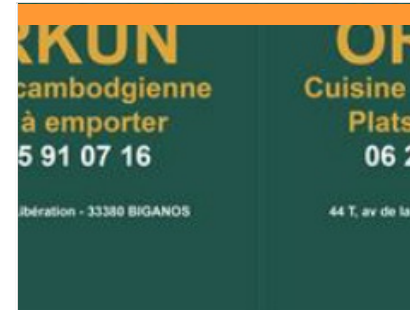 RKUN
cambodgienne
à emporter
5 91 07 16
ibération - 33380 BIGANOS
OR
Cuisine
Plats
06 2
44 T, av de la